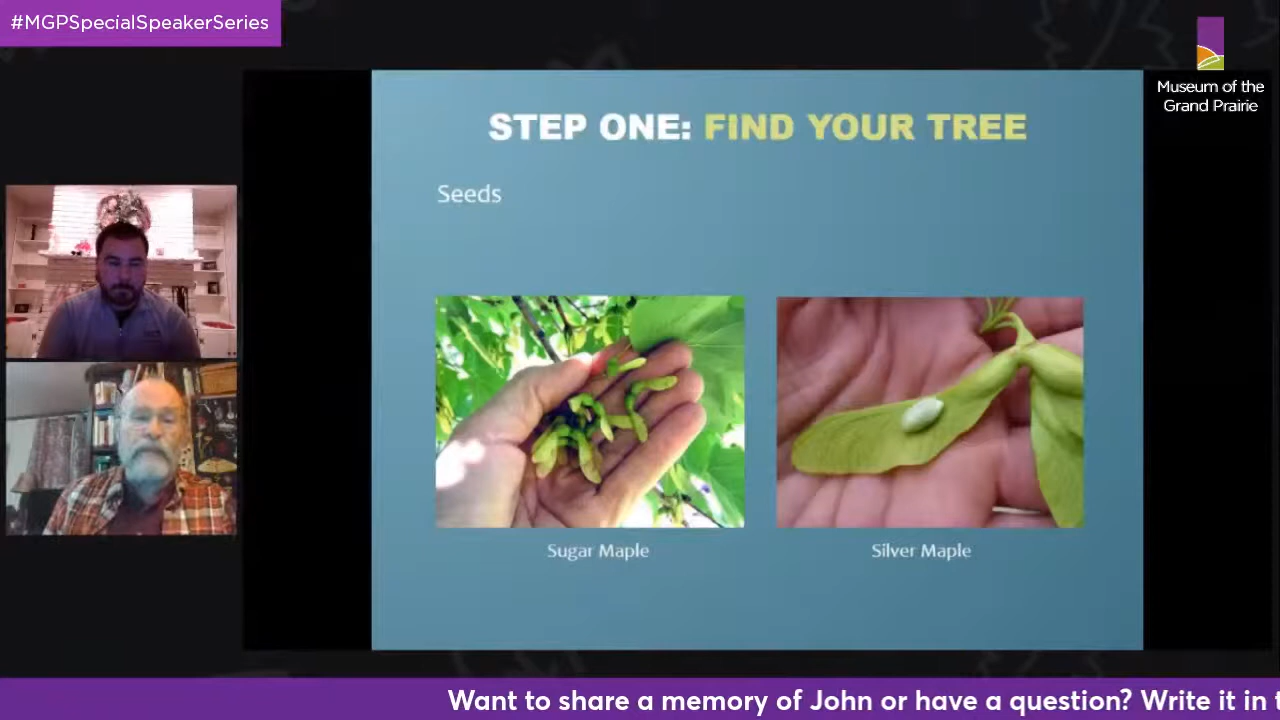 #MGPSpecialSpeakerSeries
Museum of the
Grand Prairie
STEP ONE: FIND YOUR TREE
Seeds
Sugar Maple
Silver Maple
Want to share a memory of John or have a question? Write it in